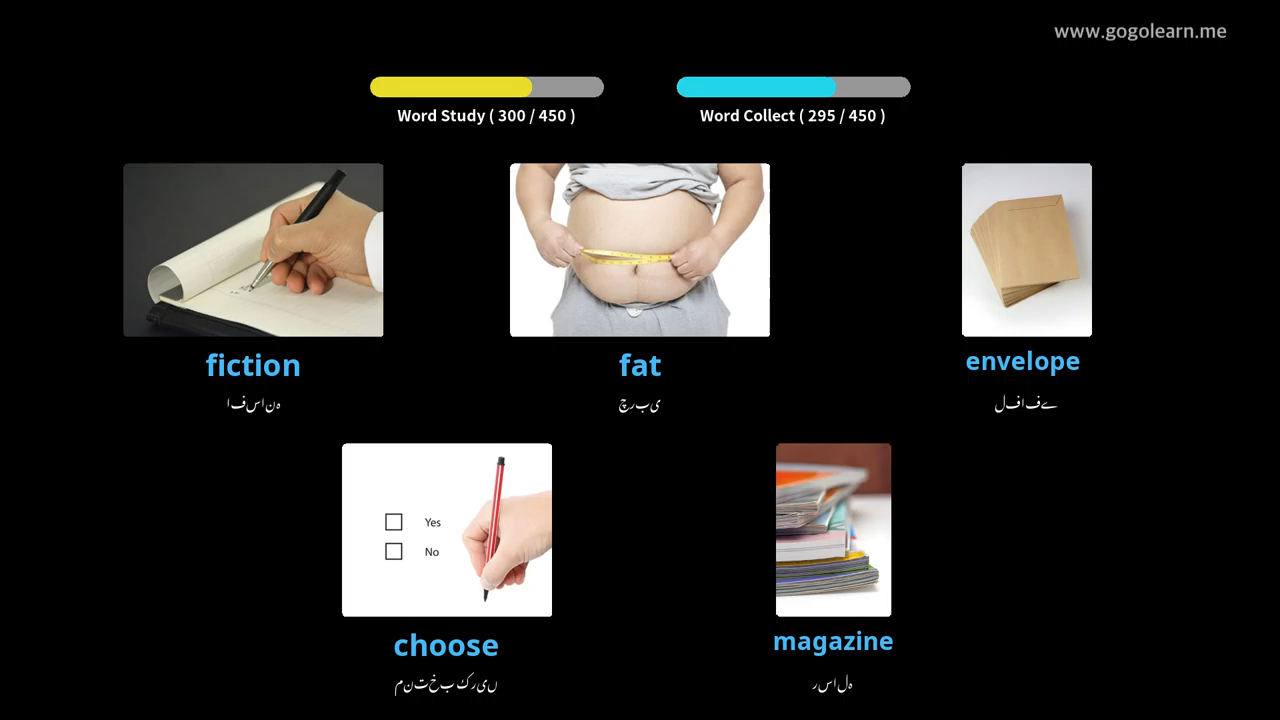 www.gogolearn.me
Word Study ( 300 / 450 )
Word Collect ( 295 / 450 )
fiction
افسانہ
fat
چربی
envelope
لفافے
Yes
No
choose
منتخب کریں
magazine
رسالہ